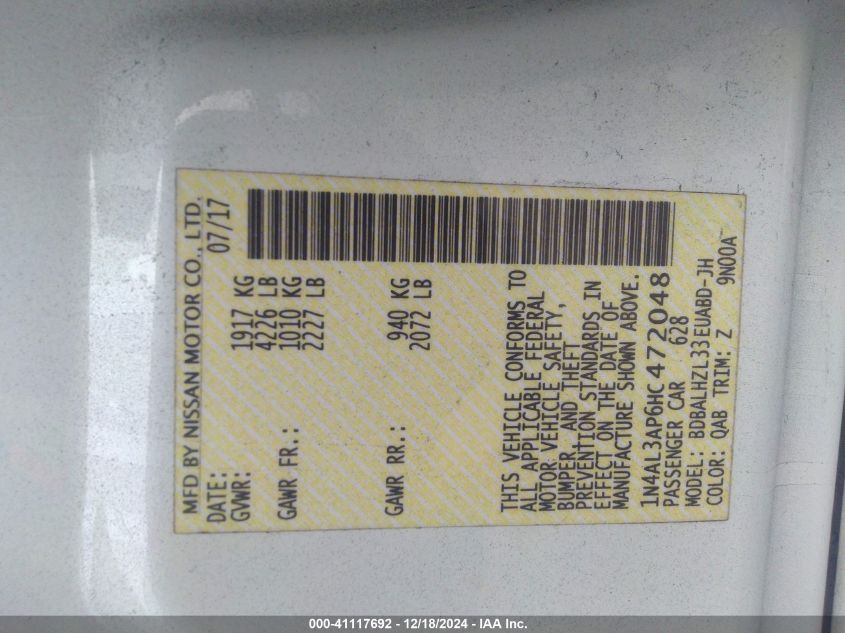 MFD BY NISSAN MOTOR CO., LTD.
DATE: 07/17
GVWR: 1917 KG
4226 LB
GAWR FR.: 1010 KG
2227 LB
GAWR RR.: 940 KG
2072 LB
THIS VEHICLE CONFORMS TO
ALL APPLICABLE FEDERAL
MOTOR VEHICLE SAFETY,
BUMPER, AND THEFT
PREVENTION STANDARDS IN
EFFECT ON THE DATE OF
MANUFACTURE SHOWN ABOVE.
1N4AL3AP6HC472048
PASSENGER CAR 628
MODEL: BDBALHZL33EUABD-JH
COLOR: QAB TRIM: Z 9N00A
000-41117692 - 12/18/2024 - IAA Inc.